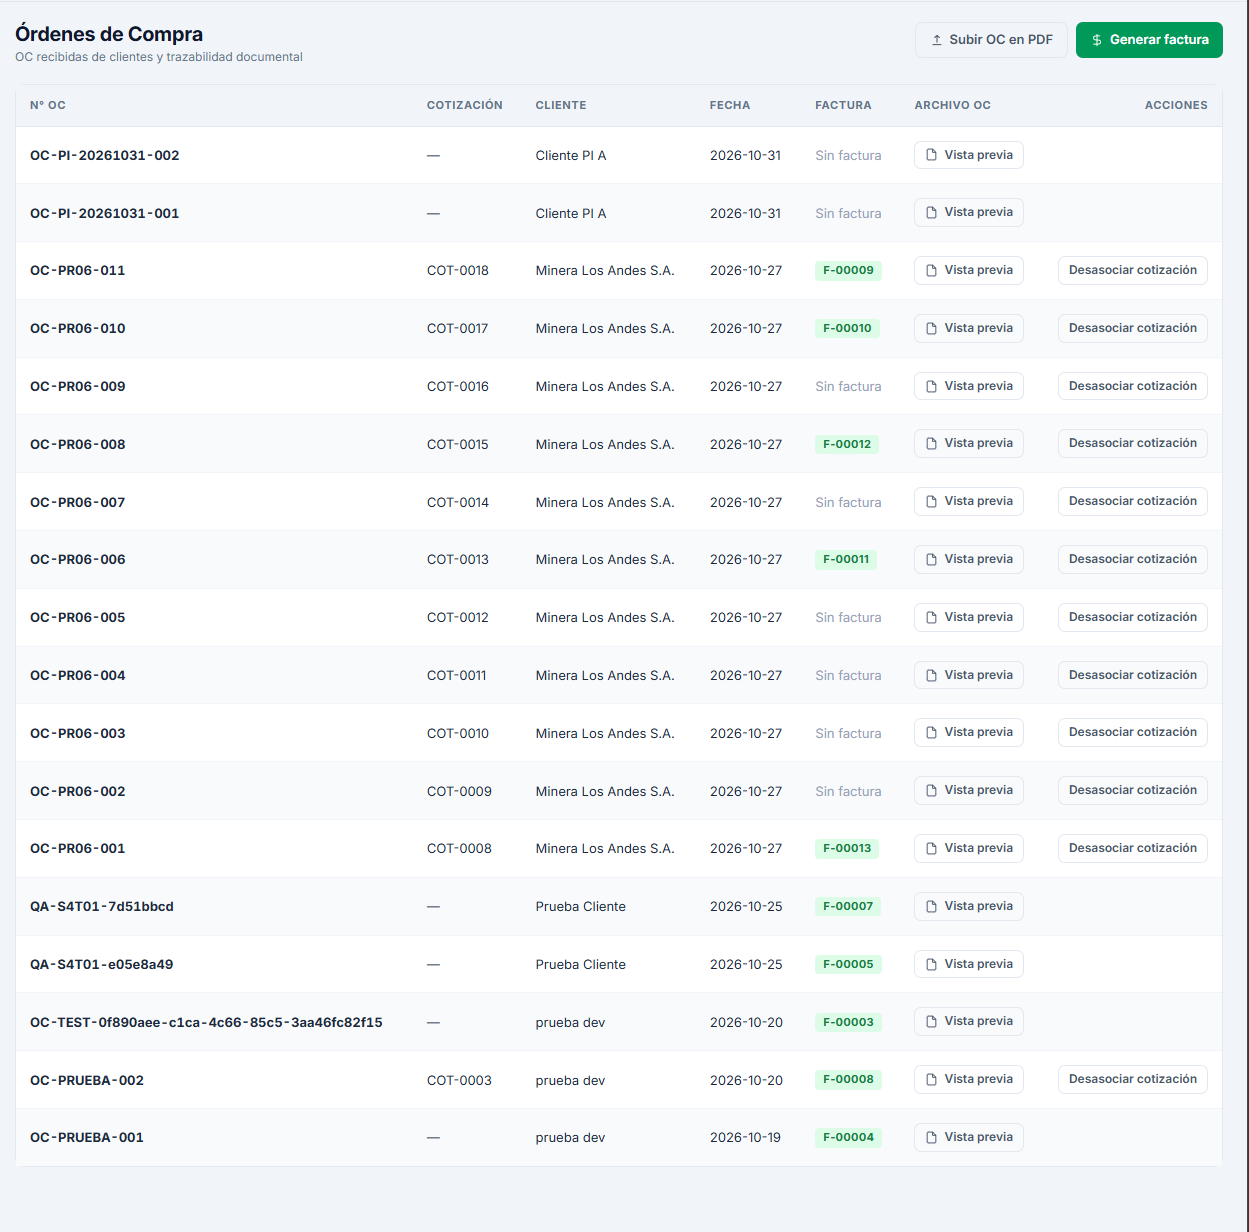 Órdenes de Compra
OC recibidas de clientes y trazabilidad documental
Subir OC en PDF
$ Generar factura
N° OC COTIZACIÓN CLIENTE FECHA FACTURA ARCHIVO OC ACCIONES
OC-PI-20261031-002 — Cliente PI A 2026-10-31 Sin factura Vista previa
OC-PI-20261031-001 — Cliente PI A 2026-10-31 Sin factura Vista previa
OC-PR06-011 COT-0018 Minera Los Andes S.A. 2026-10-27 F-00009 Vista previa Desasociar cotización
OC-PR06-010 COT-0017 Minera Los Andes S.A. 2026-10-27 F-00010 Vista previa Desasociar cotización
OC-PR06-009 COT-0016 Minera Los Andes S.A. 2026-10-27 Sin factura Vista previa Desasociar cotización
OC-PR06-008 COT-0015 Minera Los Andes S.A. 2026-10-27 F-00012 Vista previa Desasociar cotización
OC-PR06-007 COT-0014 Minera Los Andes S.A. 2026-10-27 Sin factura Vista previa Desasociar cotización
OC-PR06-006 COT-0013 Minera Los Andes S.A. 2026-10-27 F-00011 Vista previa Desasociar cotización
OC-PR06-005 COT-0012 Minera Los Andes S.A. 2026-10-27 Sin factura Vista previa Desasociar cotización
OC-PR06-004 COT-0011 Minera Los Andes S.A. 2026-10-27 Sin factura Vista previa Desasociar cotización
OC-PR06-003 COT-0010 Minera Los Andes S.A. 2026-10-27 Sin factura Vista previa Desasociar cotización
OC-PR06-002 COT-0009 Minera Los Andes S.A. 2026-10-27 Sin factura Vista previa Desasociar cotización
OC-PR06-001 COT-0008 Minera Los Andes S.A. 2026-10-27 F-00013 Vista previa Desasociar cotización
QA-S4T01-7d51bbcd — Prueba Cliente 2026-10-25 F-00007 Vista previa
QA-S4T01-e05e8a49 — Prueba Cliente 2026-10-25 F-00005 Vista previa
OC-TEST-0f890aee-c1ca-4c66-85c5-3aa46fc82f15 — prueba dev 2026-10-20 F-00003 Vista previa
OC-PRUEBA-002 COT-0003 prueba dev 2026-10-20 F-00008 Vista previa Desasociar cotización
OC-PRUEBA-001 — prueba dev 2026-10-19 F-00004 Vista previa